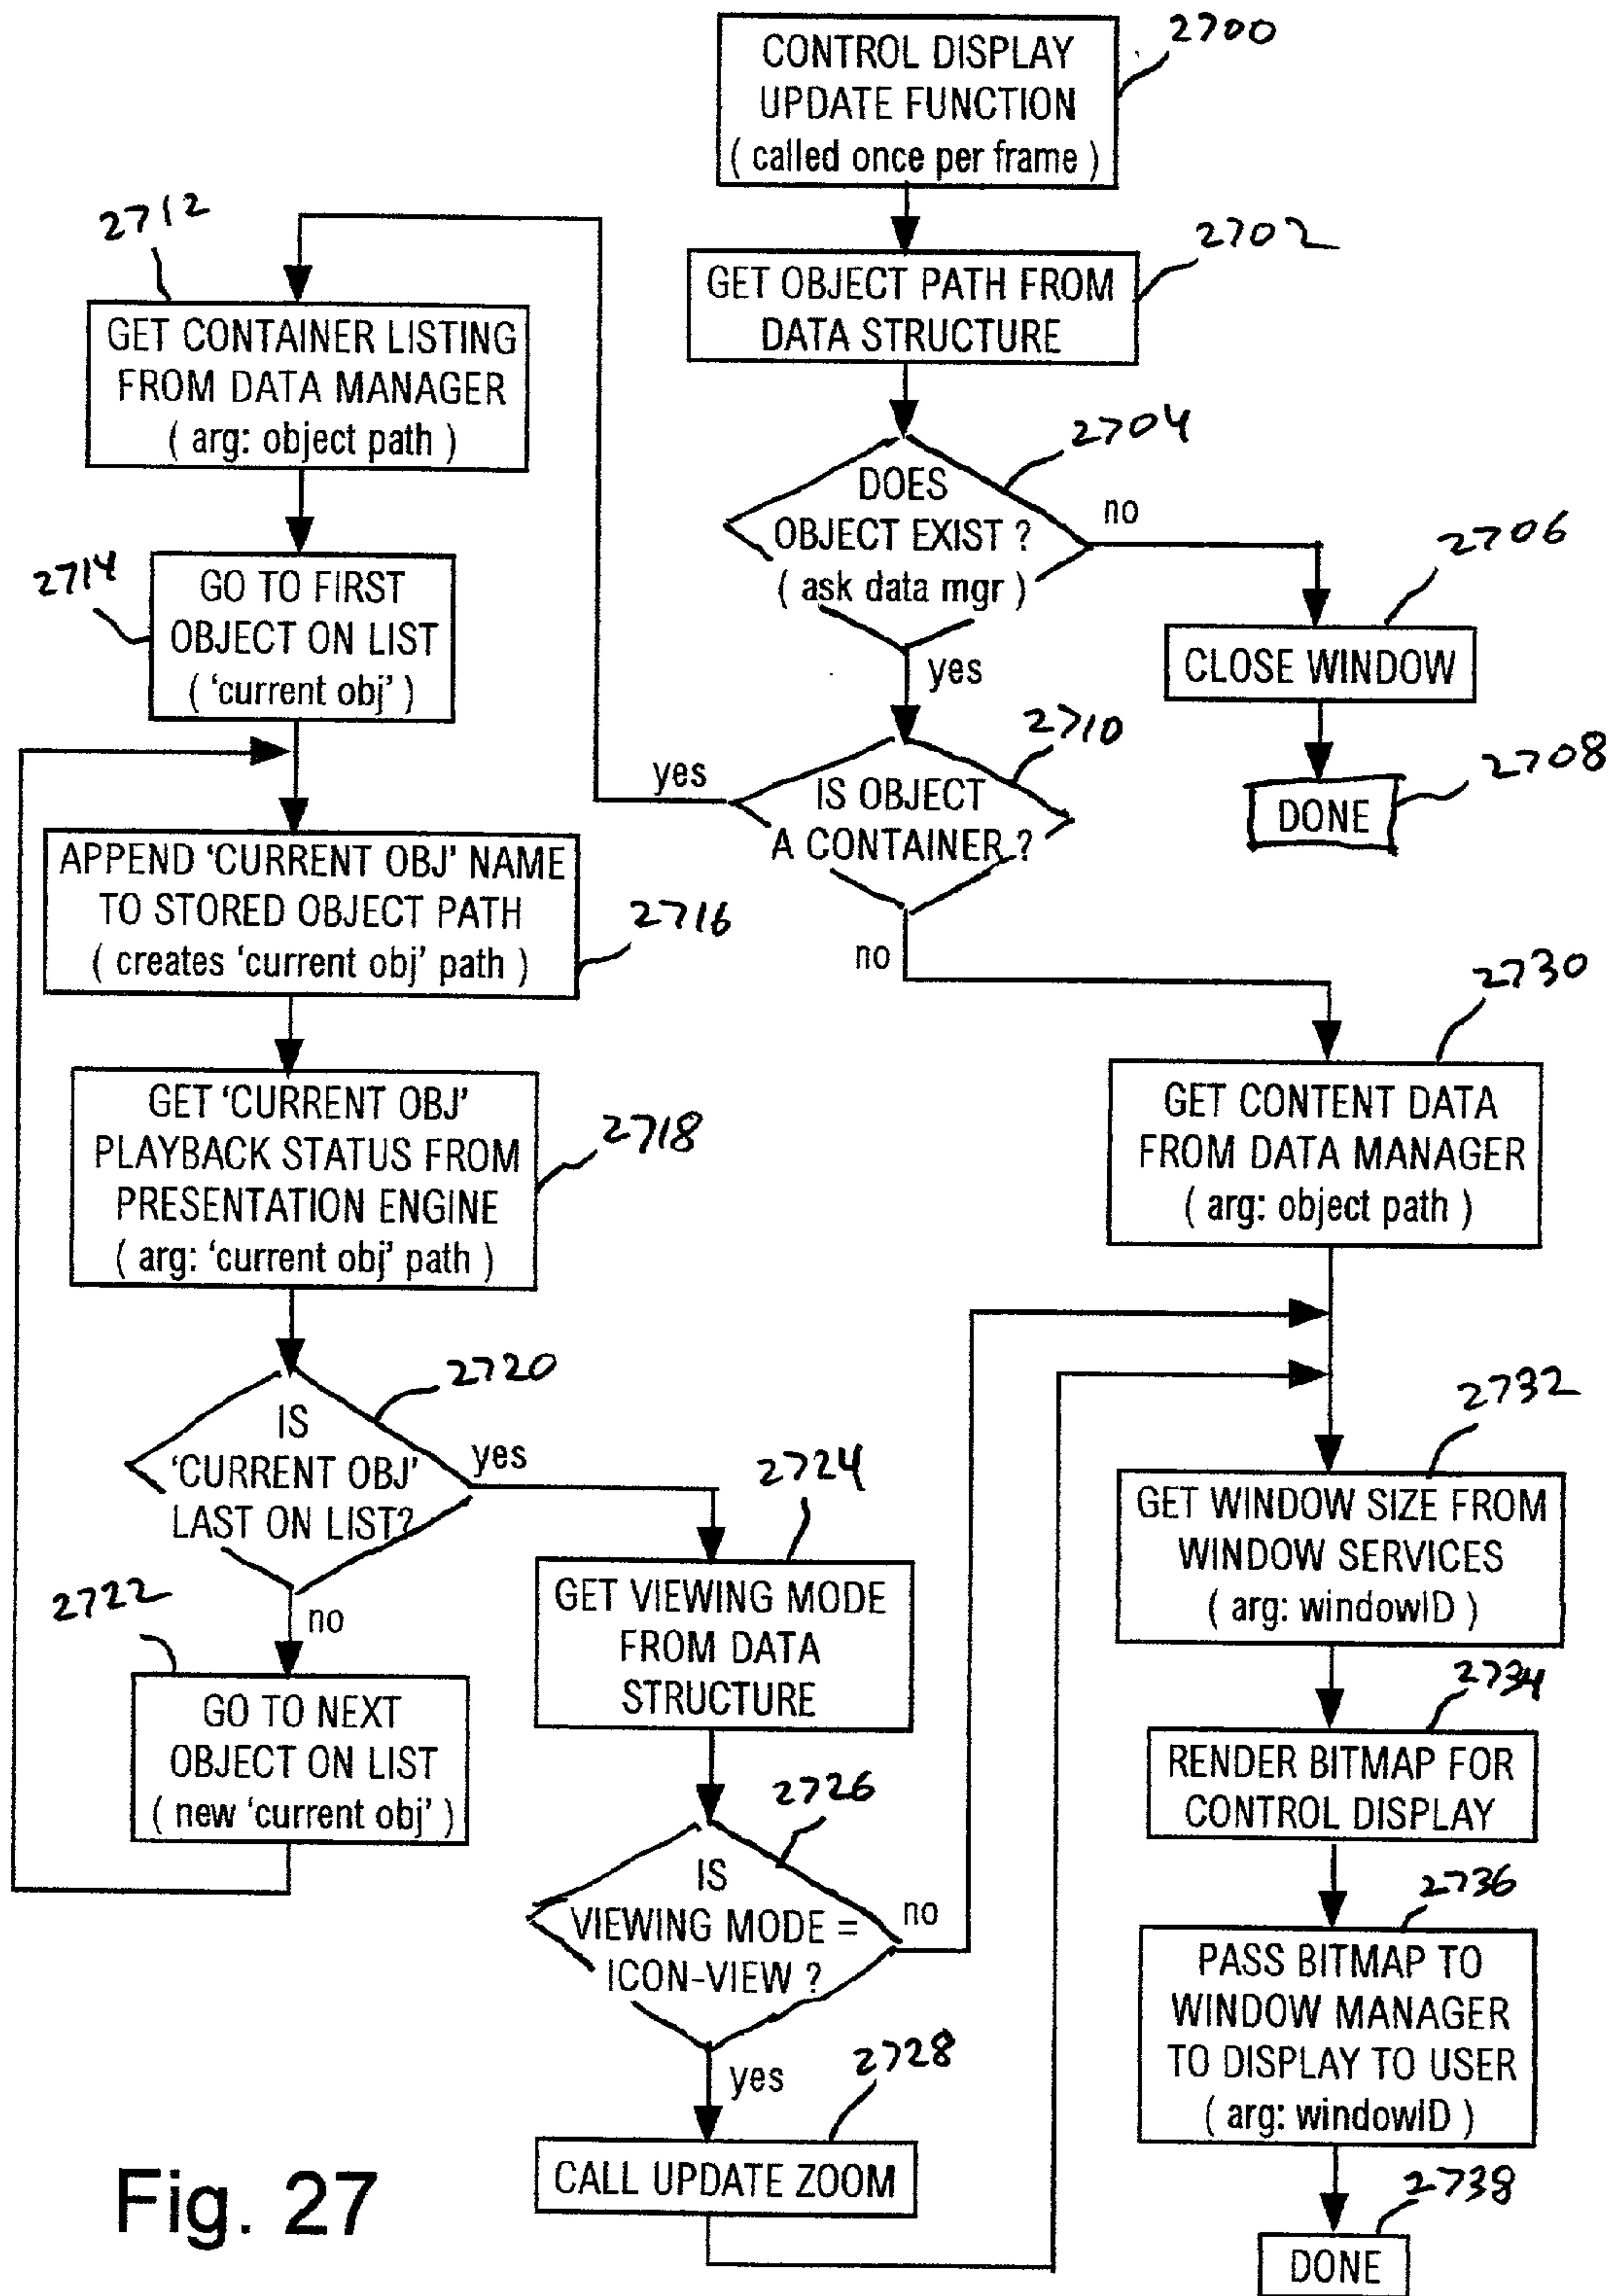 2700
CONTROL DISPLAY
UPDATE FUNCTION
( called once per frame )
2702
GET OBJECT PATH FROM
DATA STRUCTURE
2704
DOES
OBJECT EXIST ?
( ask data mgr )
no
yes
2706
CLOSE WINDOW
2708
DONE
2710
IS OBJECT
A CONTAINER ?
yes
no
2712
GET CONTAINER LISTING
FROM DATA MANAGER
( arg: object path )
2714
GO TO FIRST
OBJECT ON LIST
( ‘current obj’ )
APPEND ‘CURRENT OBJ’ NAME
TO STORED OBJECT PATH
( creates ‘current obj’ path )
2716
GET ‘CURRENT OBJ’
PLAYBACK STATUS FROM
PRESENTATION ENGINE
( arg: ‘current obj’ path )
2718
2720
IS
‘CURRENT OBJ’
LAST ON LIST?
yes
no
2722
GO TO NEXT
OBJECT ON LIST
( new ‘current obj’ )
2724
GET VIEWING MODE
FROM DATA
STRUCTURE
2726
IS
VIEWING MODE =
ICON-VIEW ?
no
yes
2728
CALL UPDATE ZOOM
2730
GET CONTENT DATA
FROM DATA MANAGER
( arg: object path )
2732
GET WINDOW SIZE FROM
WINDOW SERVICES
( arg: windowID )
2734
RENDER BITMAP FOR
CONTROL DISPLAY
2736
PASS BITMAP TO
WINDOW MANAGER
TO DISPLAY TO USER
( arg: windowID )
2738
DONE
Fig. 27